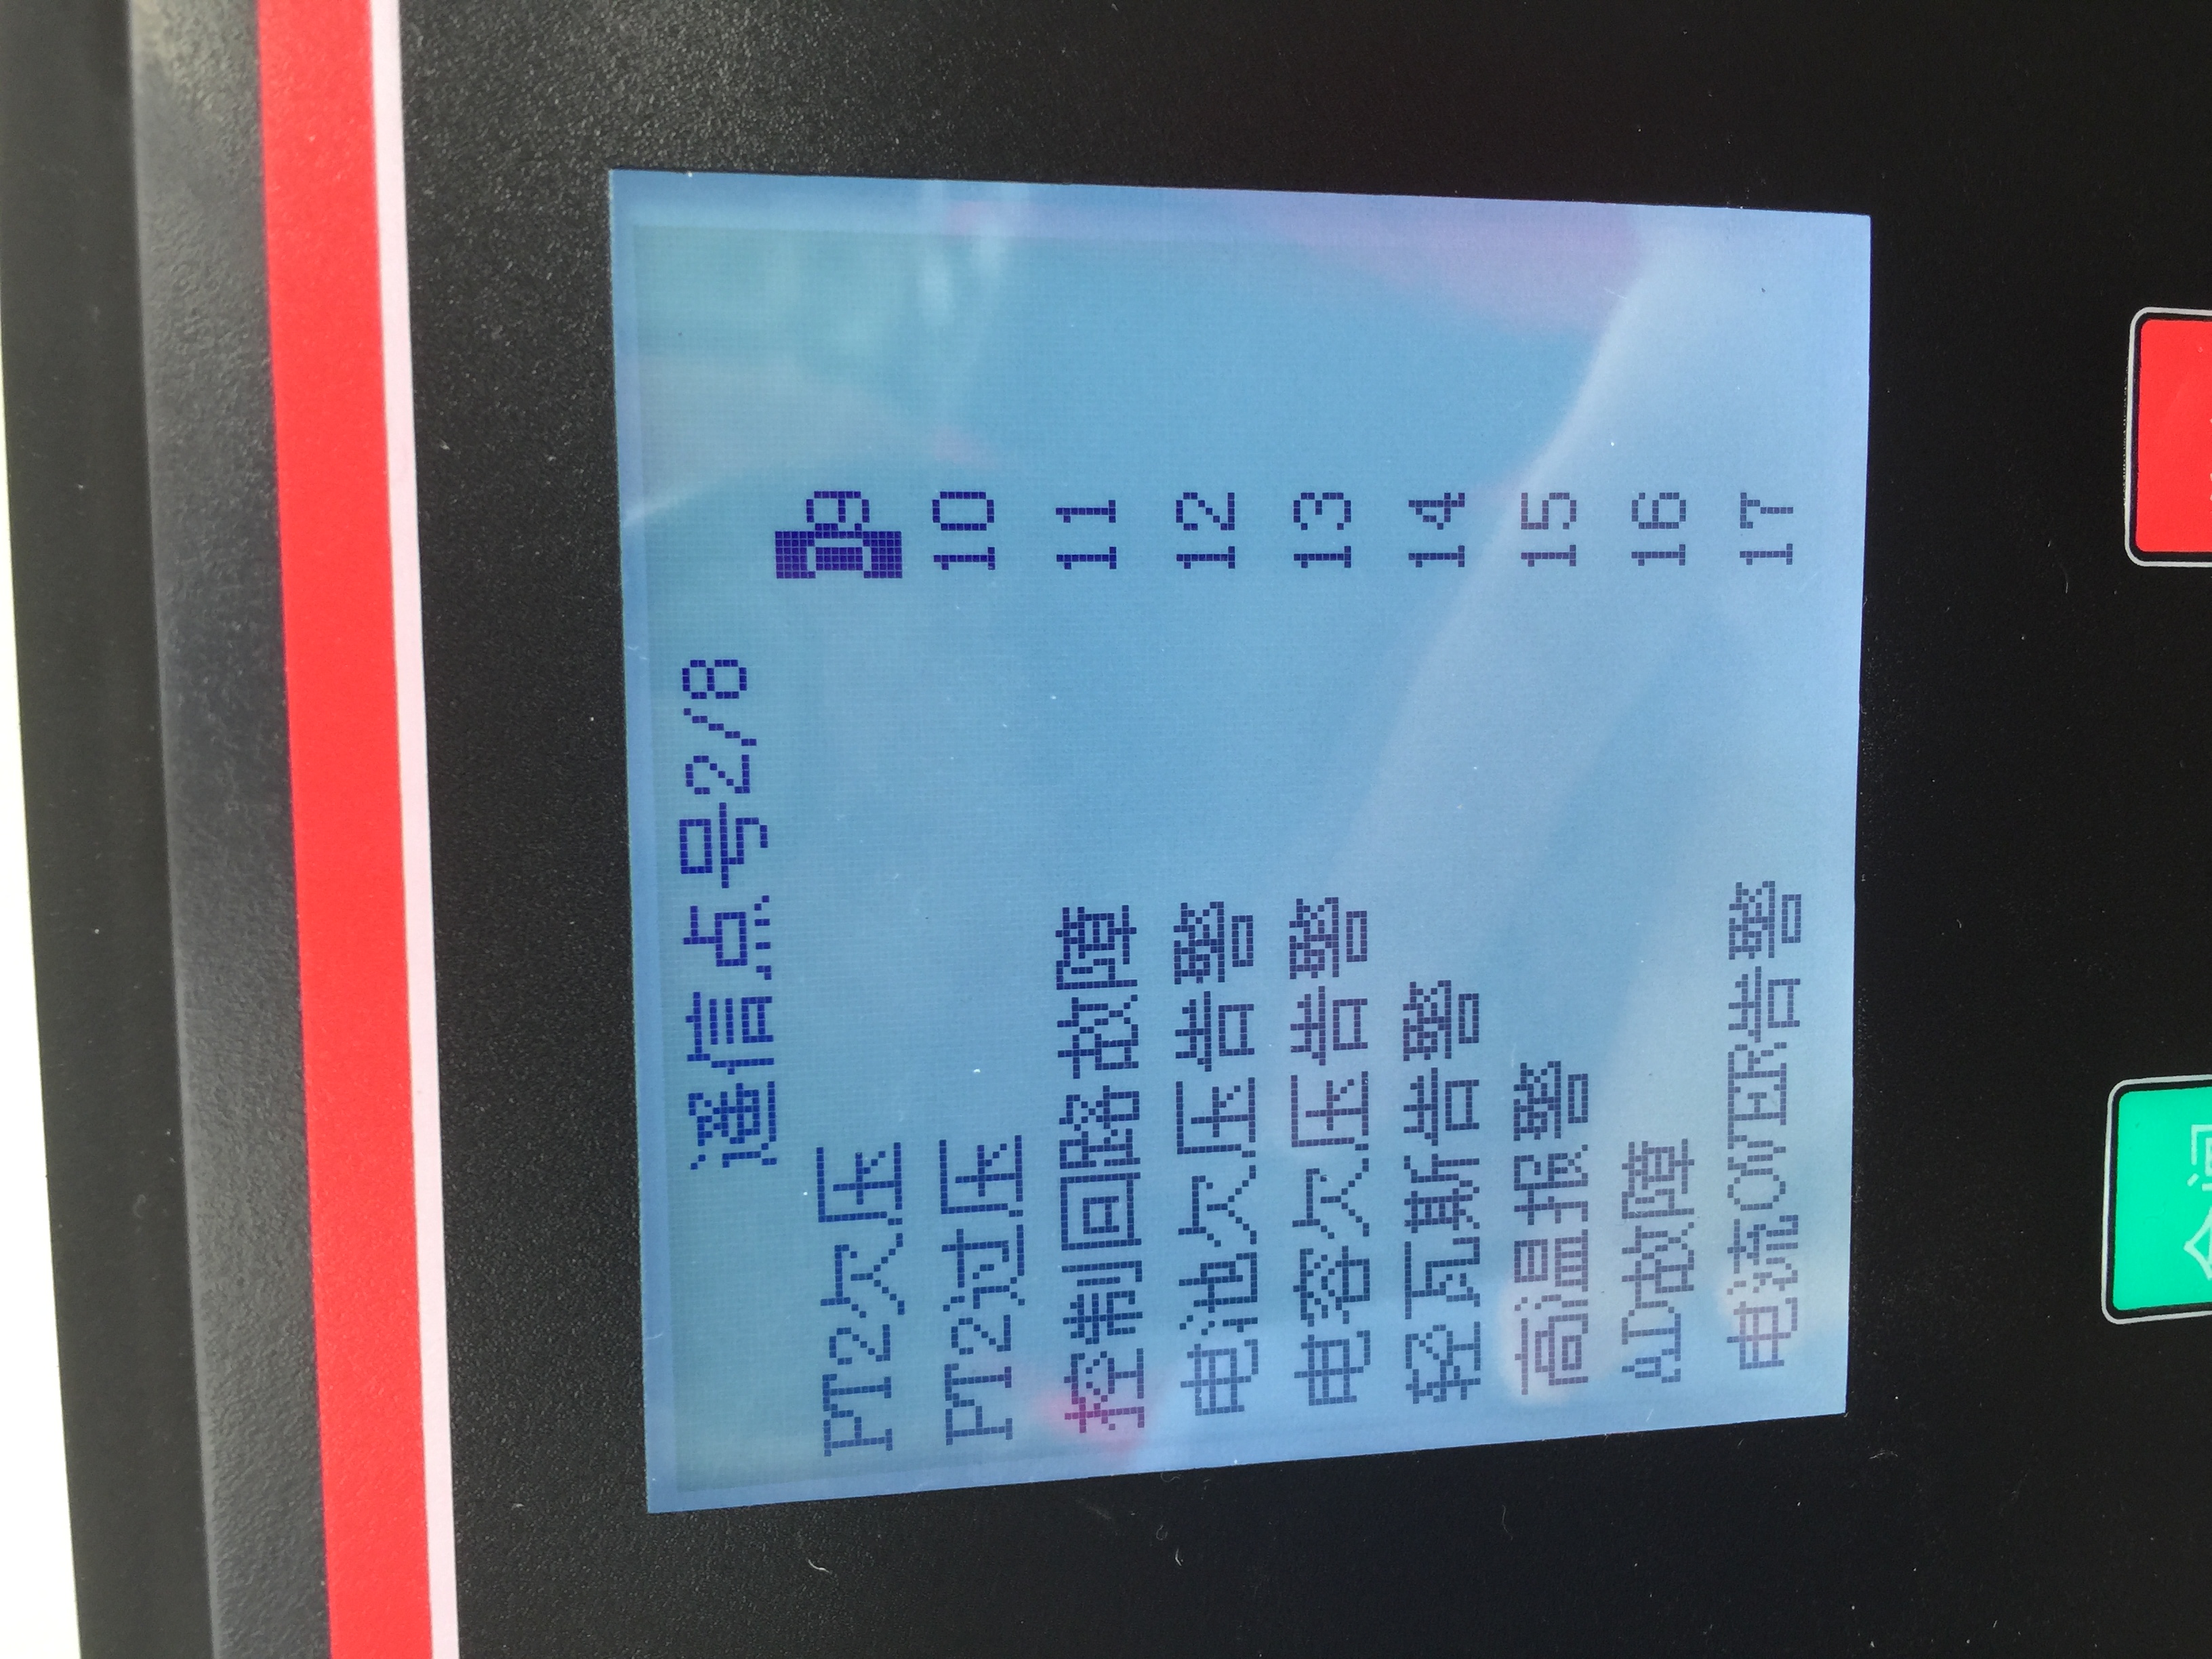 通信点号2/8
PT2欠压 09
PT2过压 10
控制回路故障 11
电池欠压告警 12
电容欠压告警 13
轻瓦斯告警 14
高温报警 15
AD故障 16
电流OVER告警 17
合闸